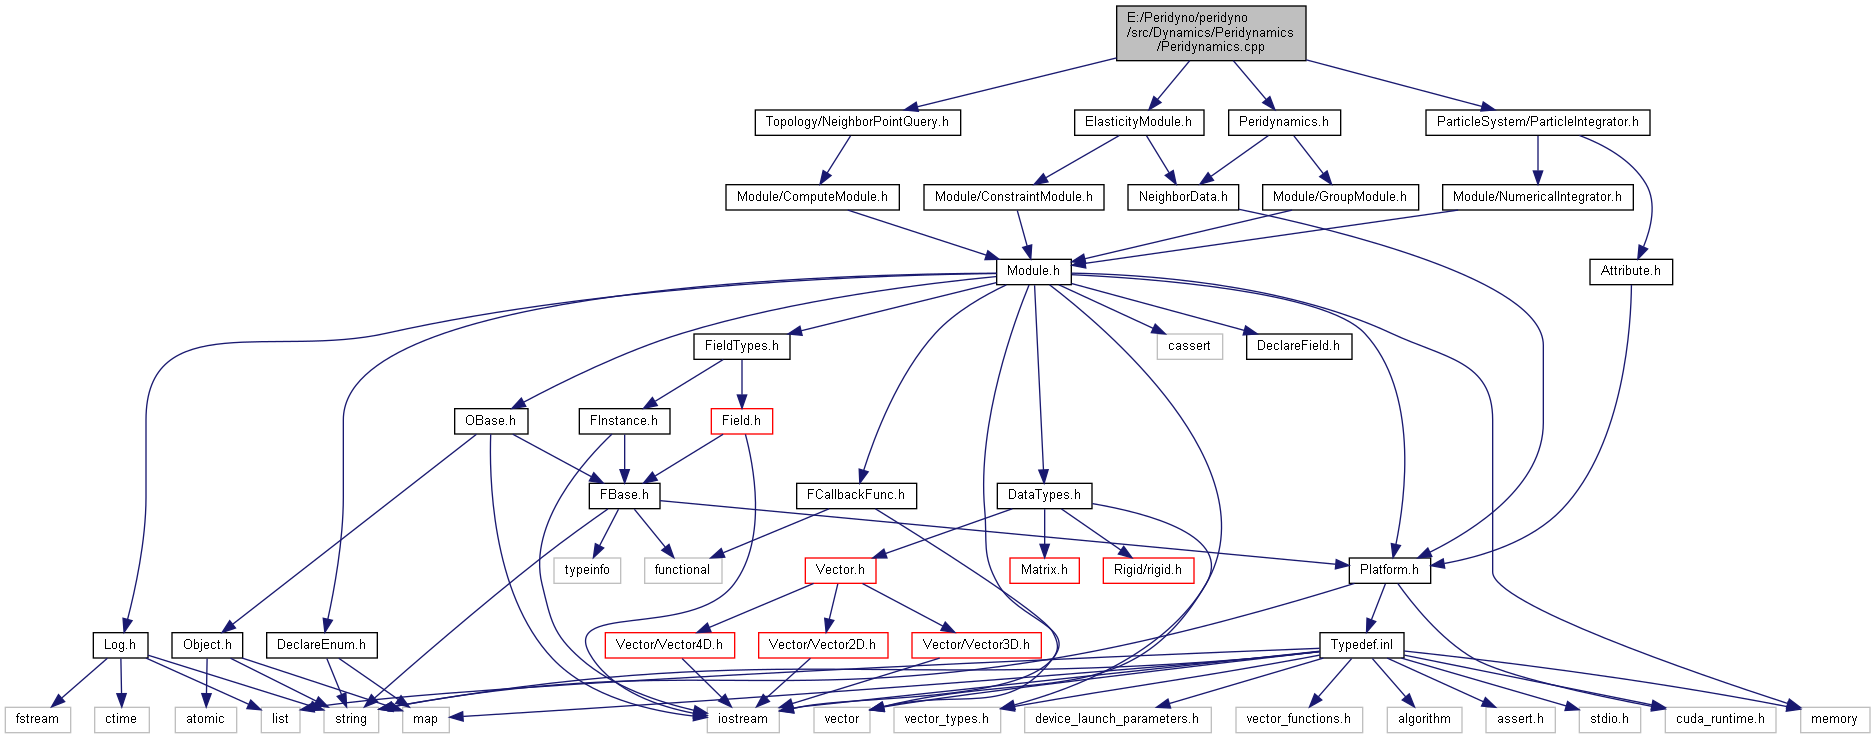 E:/Peridyno/peridyno
/src/Dynamics/Peridynamics
/Peridynamics.cpp
Topology/NeighborPointQuery.h
ElasticityModule.h
Peridynamics.h
ParticleSystem/ParticleIntegrator.h
Module/ComputeModule.h
Module/ConstraintModule.h
NeighborData.h
Module/GroupModule.h
Module/NumericalIntegrator.h
Module.h
Attribute.h
FieldTypes.h
cassert
DeclareField.h
OBase.h
FInstance.h
Field.h
FBase.h
FCallbackFunc.h
DataTypes.h
typeinfo
functional
Vector.h
Matrix.h
Rigid/rigid.h
Platform.h
Log.h
Object.h
DeclareEnum.h
Vector/Vector4D.h
Vector/Vector2D.h
Vector/Vector3D.h
Typedef.inl
fstream
ctime
atomic
list
string
map
iostream
vector
vector_types.h
device_launch_parameters.h
vector_functions.h
algorithm
assert.h
stdio.h
cuda_runtime.h
memory